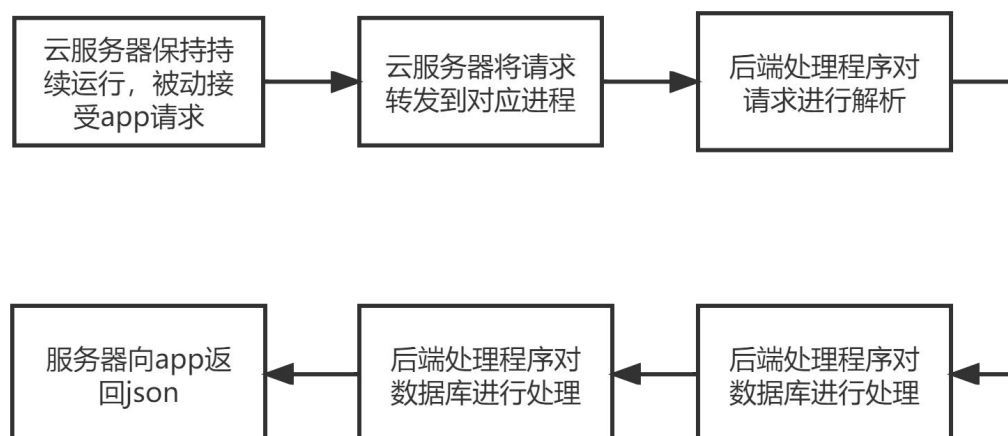 云服务器保持持
续运行，被动接
受app请求
云服务器将请求
转发到对应进程
后端处理程序对
请求进行解析
后端处理程序对
数据库进行处理
后端处理程序对
数据库进行处理
服务器向app返
回json